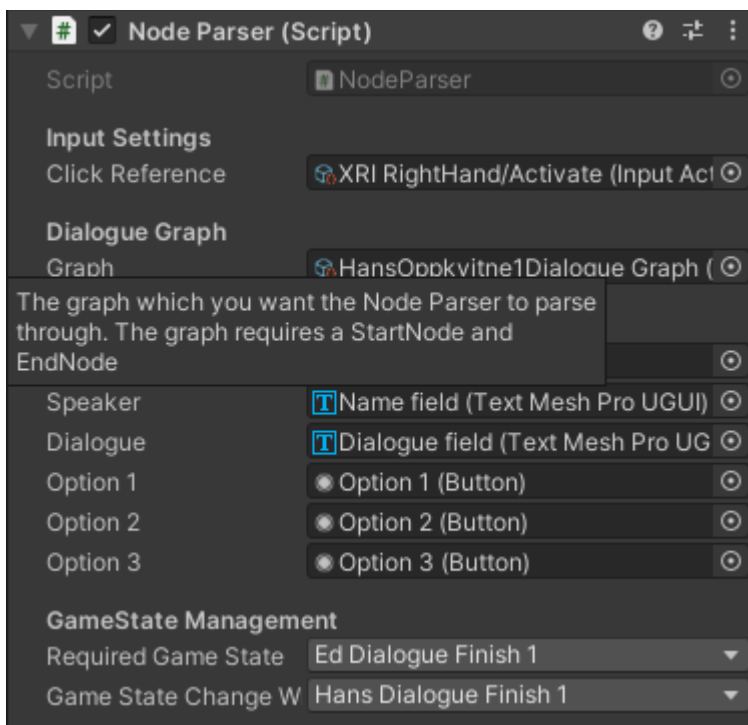 # Node Parser (Script)
Script # NodeParser
Input Settings
Click Reference XRI RightHand/Activate (Input Act
Dialogue Graph
Graph HansOppkvitne1Dialogue Graph (
The graph which you want the Node Parser to parse
through. The graph requires a StartNode and
EndNode
Speaker Name field (Text Mesh Pro UGUI)
Dialogue Dialogue field (Text Mesh Pro UG
Option 1 Option 1 (Button)
Option 2 Option 2 (Button)
Option 3 Option 3 (Button)
GameState Management
Required Game State Ed Dialogue Finish 1
Game State Change W Hans Dialogue Finish 1